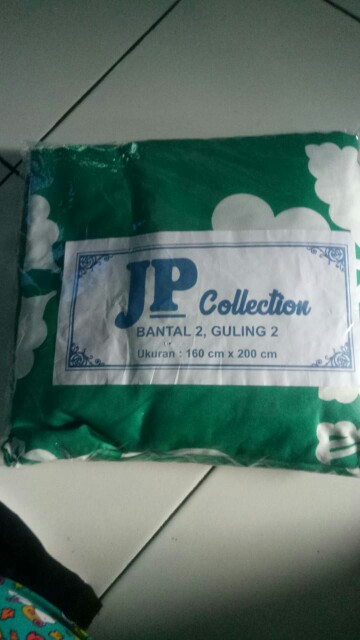 JP Collection
BANTAL 2, GULING 2
Ukuran : 160 cm x 200 cm